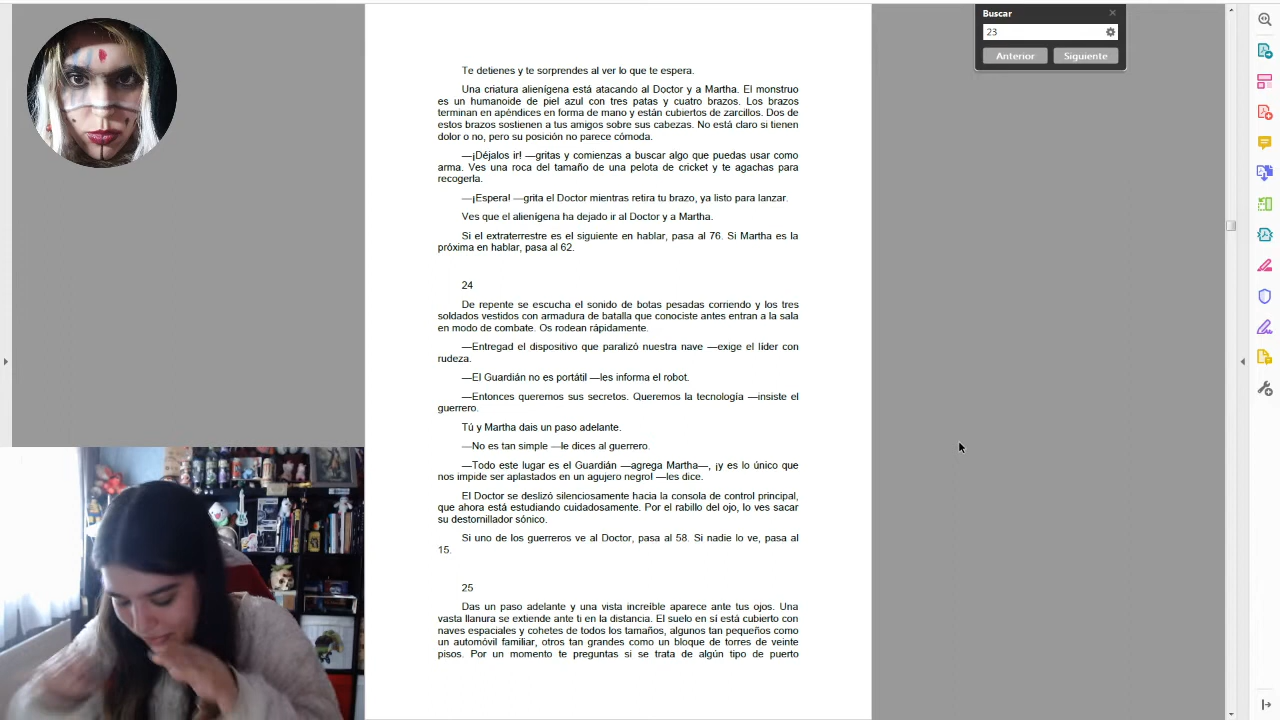 Buscar
23
Anterior
Siguiente
Te detienes y te sorprendes al ver lo que te espera.
Una criatura alienígena está atacando al Doctor y a Martha. El monstruo
es un humanoide de piel azul con tres patas y cuatro brazos. Los brazos
terminan en apéndices en forma de mano y están cubiertos de zarcillos. Dos de
estos brazos sostienen a tus amigos sobre sus cabezas. No está claro si tienen
dolor o no, pero su posición no parece cómoda.
—¡Déjalos ir! —gritas y comienzas a buscar algo que puedas usar como
arma. Ves una roca del tamaño de una pelota de cricket y te agachas para
recogerla.
—¡Espera! —grita el Doctor mientras retira tu brazo, ya listo para lanzar.
Ves que el alienígena ha dejado ir al Doctor y a Martha.
Si el extraterrestre es el siguiente en hablar, pasa al 76. Si Martha es la
próxima en hablar, pasa al 62.
24
De repente se escucha el sonido de botas pesadas corriendo y los tres
soldados vestidos con armadura de batalla que conociste antes entran a la sala
en modo de combate. Os rodean rápidamente.
—Entregad el dispositivo que paralizó nuestra nave —exige el líder con
rudeza.
—El Guardián no es portátil —les informa el robot.
—Entonces queremos sus secretos. Queremos la tecnología —insiste el
guerrero.
Tú y Martha dais un paso adelante.
—No es tan simple —le dices al guerrero.
—Todo este lugar es el Guardián —agrega Martha—, ¡y es lo único que
nos impide ser aplastados en un agujero negro! —les dice.
El Doctor se deslizó silenciosamente hacia la consola de control principal,
que ahora está estudiando cuidadosamente. Por el rabillo del ojo, lo ves sacar
su destornillador sónico.
Si uno de los guerreros ve al Doctor, pasa al 58. Si nadie lo ve, pasa al
15.
25
Das un paso adelante y una vista increíble aparece ante tus ojos. Una
vasta llanura se extiende ante ti en la distancia. El suelo en sí está cubierto con
naves espaciales y cohetes de todos los tamaños, algunos tan pequeños como
un automóvil familiar, otros tan grandes como un bloque de torres de veinte
pisos. Por un momento te preguntas si se trata de algún tipo de puerto